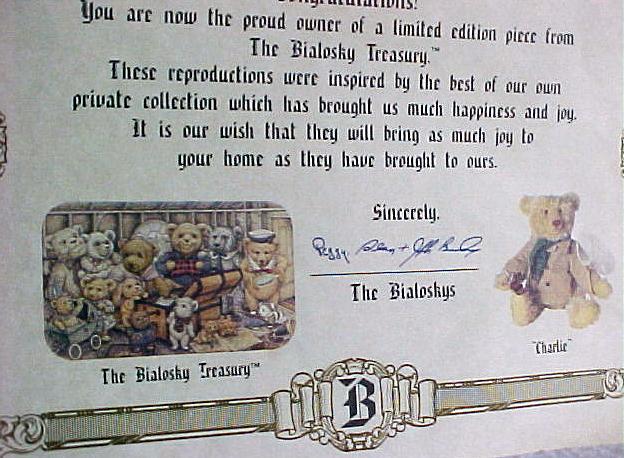 Congratulations!
You are now the proud owner of a limited edition piece from
The Bialosky Treasury.™
These reproductions were inspired by the best of our own
private collection which has brought us much happiness and joy.
It is our wish that they will bring as much joy to
your home as they have brought to ours.
Sincerely,
Peggy
The Bialoskys
"Charlie"
The Bialosky Treasury™
B